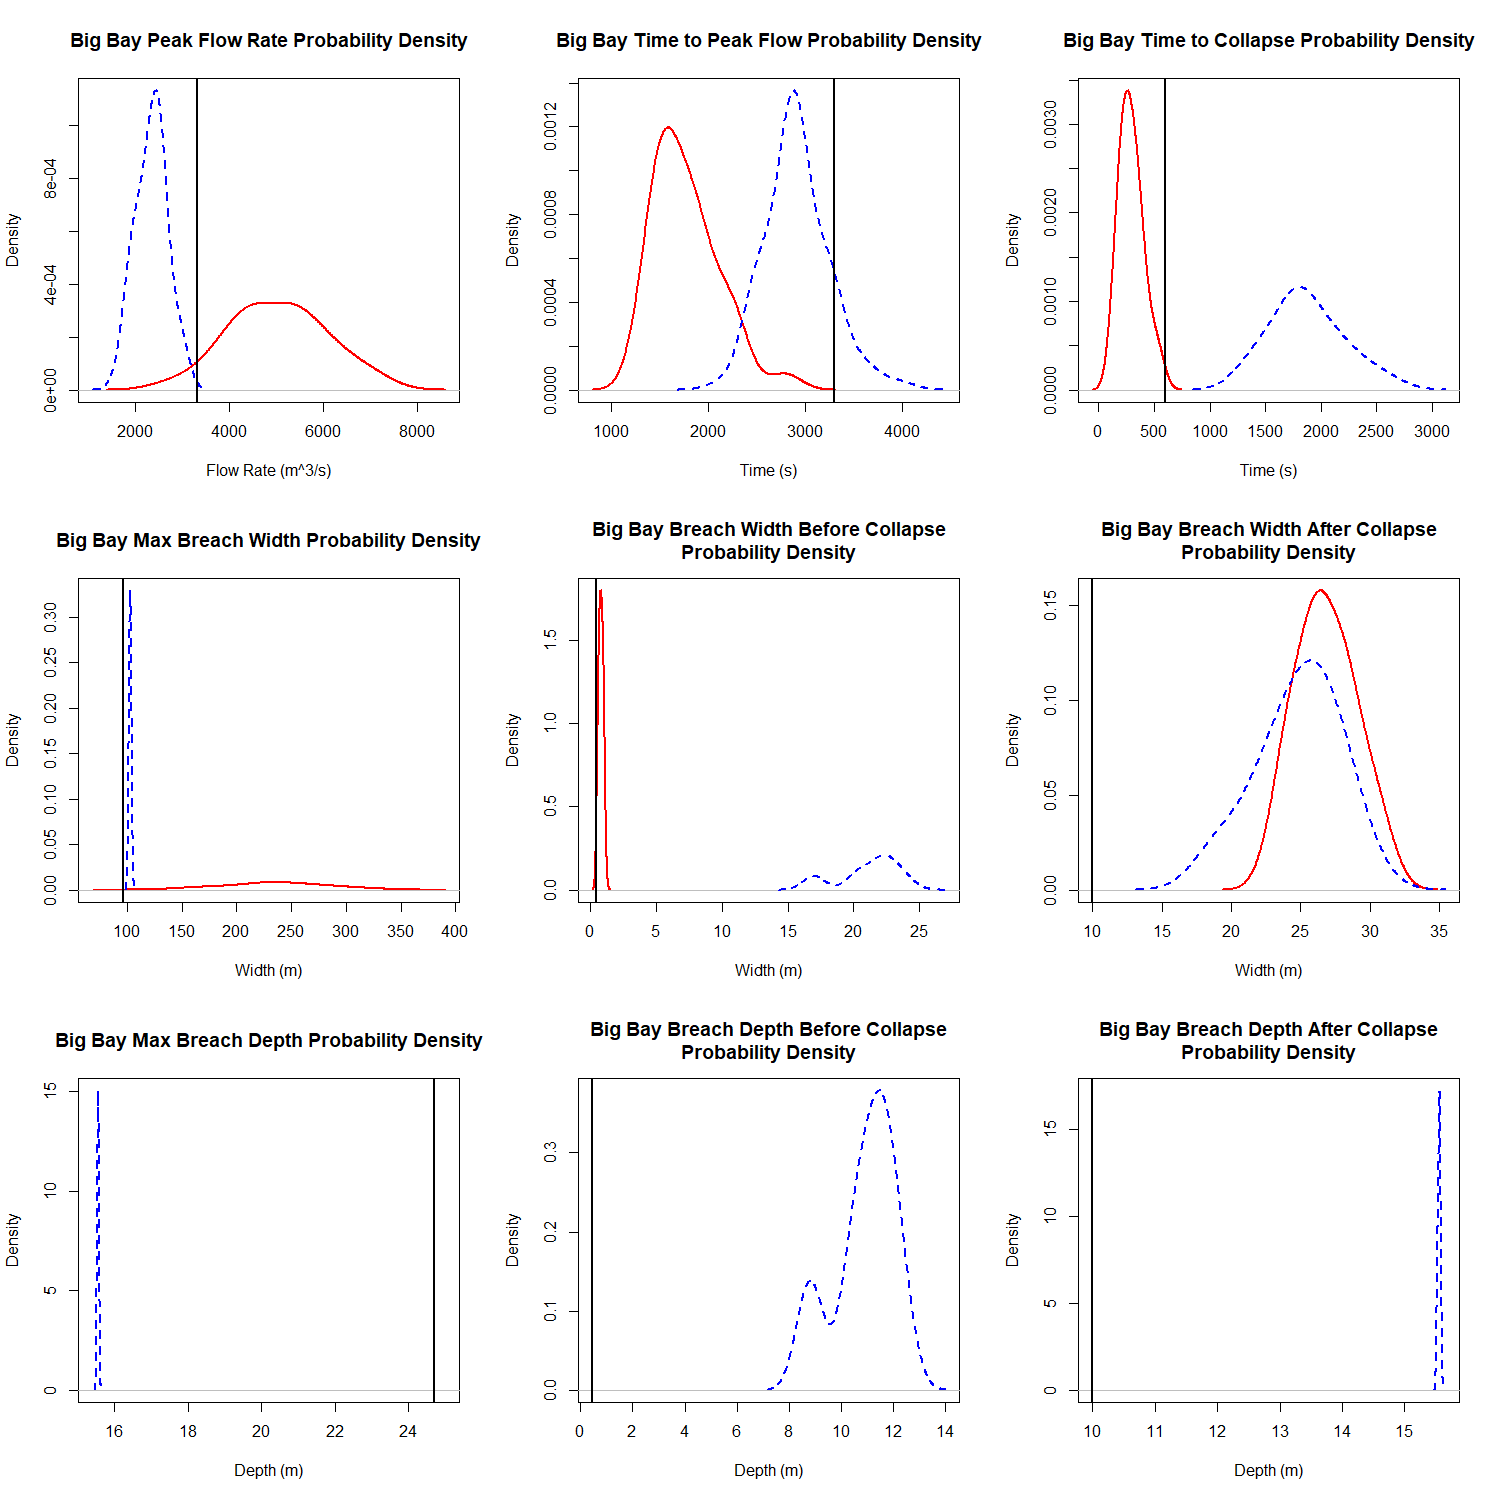 Big Bay Peak Flow Rate Probability Density
Density
0e+00 4e-04 8e-04
2000 4000 6000 8000
Flow Rate (m^3/s)
Big Bay Time to Peak Flow Probability Density
Density
0.0000 0.0004 0.0008 0.0012
1000 2000 3000 4000
Time (s)
Big Bay Time to Collapse Probability Density
Density
0.0000 0.0010 0.0020 0.0030
0 500 1000 1500 2000 2500 3000
Time (s)
Big Bay Max Breach Width Probability Density
Density
0.00 0.05 0.10 0.15 0.20 0.25 0.30
100 150 200 250 300 350 400
Width (m)
Big Bay Breach Width Before Collapse
Probability Density
Density
0.0 0.5 1.0 1.5
0 5 10 15 20 25
Width (m)
Big Bay Breach Width After Collapse
Probability Density
Density
0.00 0.05 0.10 0.15
10 15 20 25 30 35
Width (m)
Big Bay Max Breach Depth Probability Density
Density
0 5 10 15
16 18 20 22 24
Depth (m)
Big Bay Breach Depth Before Collapse
Probability Density
Density
0.0 0.1 0.2 0.3
0 2 4 6 8 10 12 14
Depth (m)
Big Bay Breach Depth After Collapse
Probability Density
Density
0 5 10 15
10 11 12 13 14 15
Depth (m)